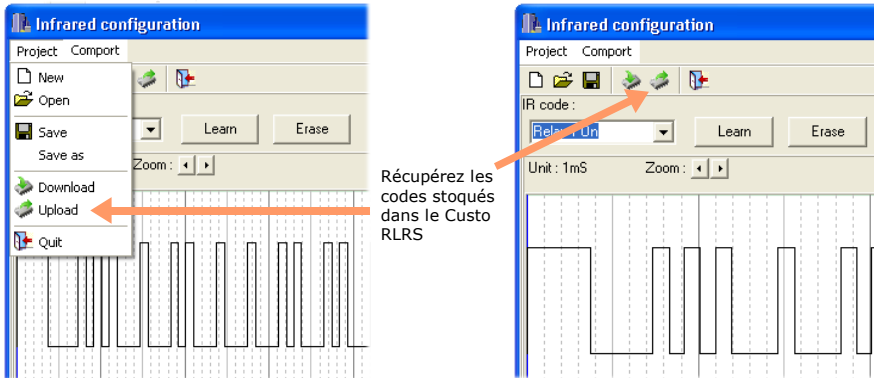 Infrared configuration
Project Comport
New
Open
Save
Save as
Download
Upload
Quit
Learn Erase
Zoom :
Récupérez les
codes stoqués
dans le Custo
RLRS
Infrared configuration
Project Comport
IR code :
Learn Erase
Unit : 1mS Zoom :